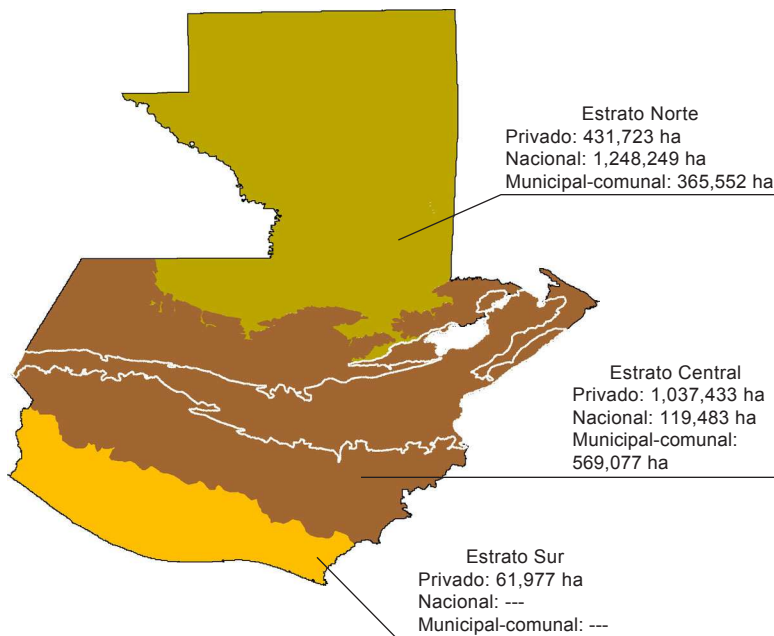 Estrato Norte
Privado: 431,723 ha
Nacional: 1,248,249 ha
Municipal-comunal: 365,552 ha
Estrato Central
Privado: 1,037,433 ha
Nacional: 119,483 ha
Municipal-comunal:
569,077 ha
Estrato Sur
Privado: 61,977 ha
Nacional: ---
Municipal-comunal: ---